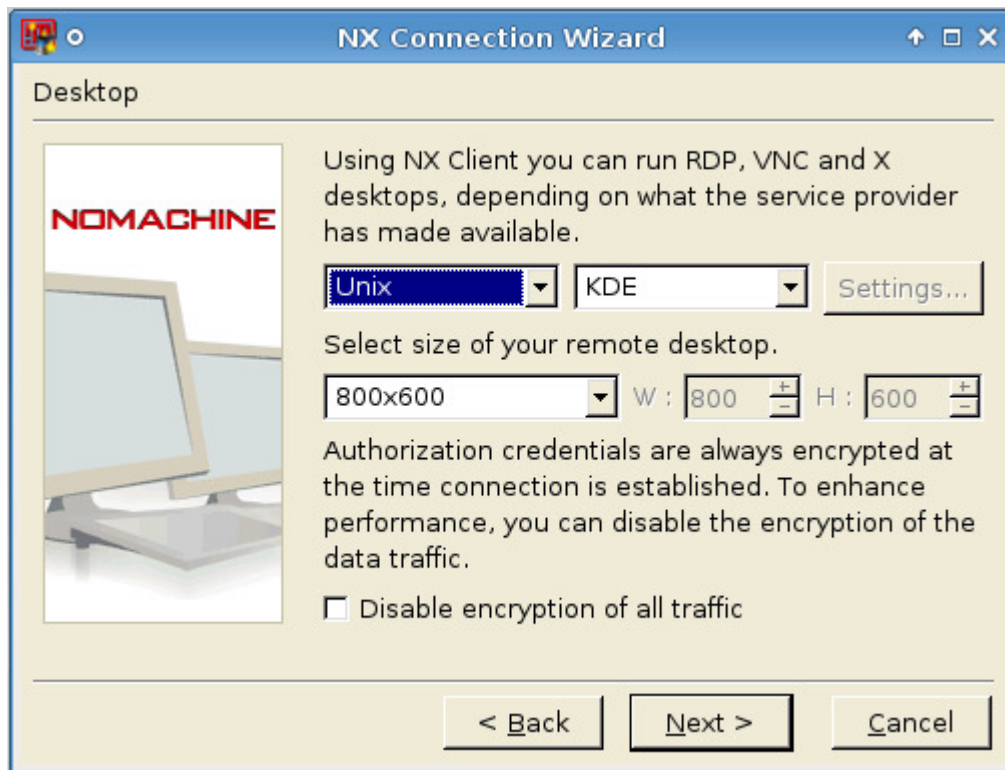 NX Connection Wizard
Desktop
NOMACHINE
Using NX Client you can run RDP, VNC and X
desktops, depending on what the service provider
has made available.
Unix KDE Settings...
Select size of your remote desktop.
800x600 W : 800 H : 600
Authorization credentials are always encrypted at
the time connection is established. To enhance
performance, you can disable the encryption of the
data traffic.
Disable encryption of all traffic
< Back Next > Cancel